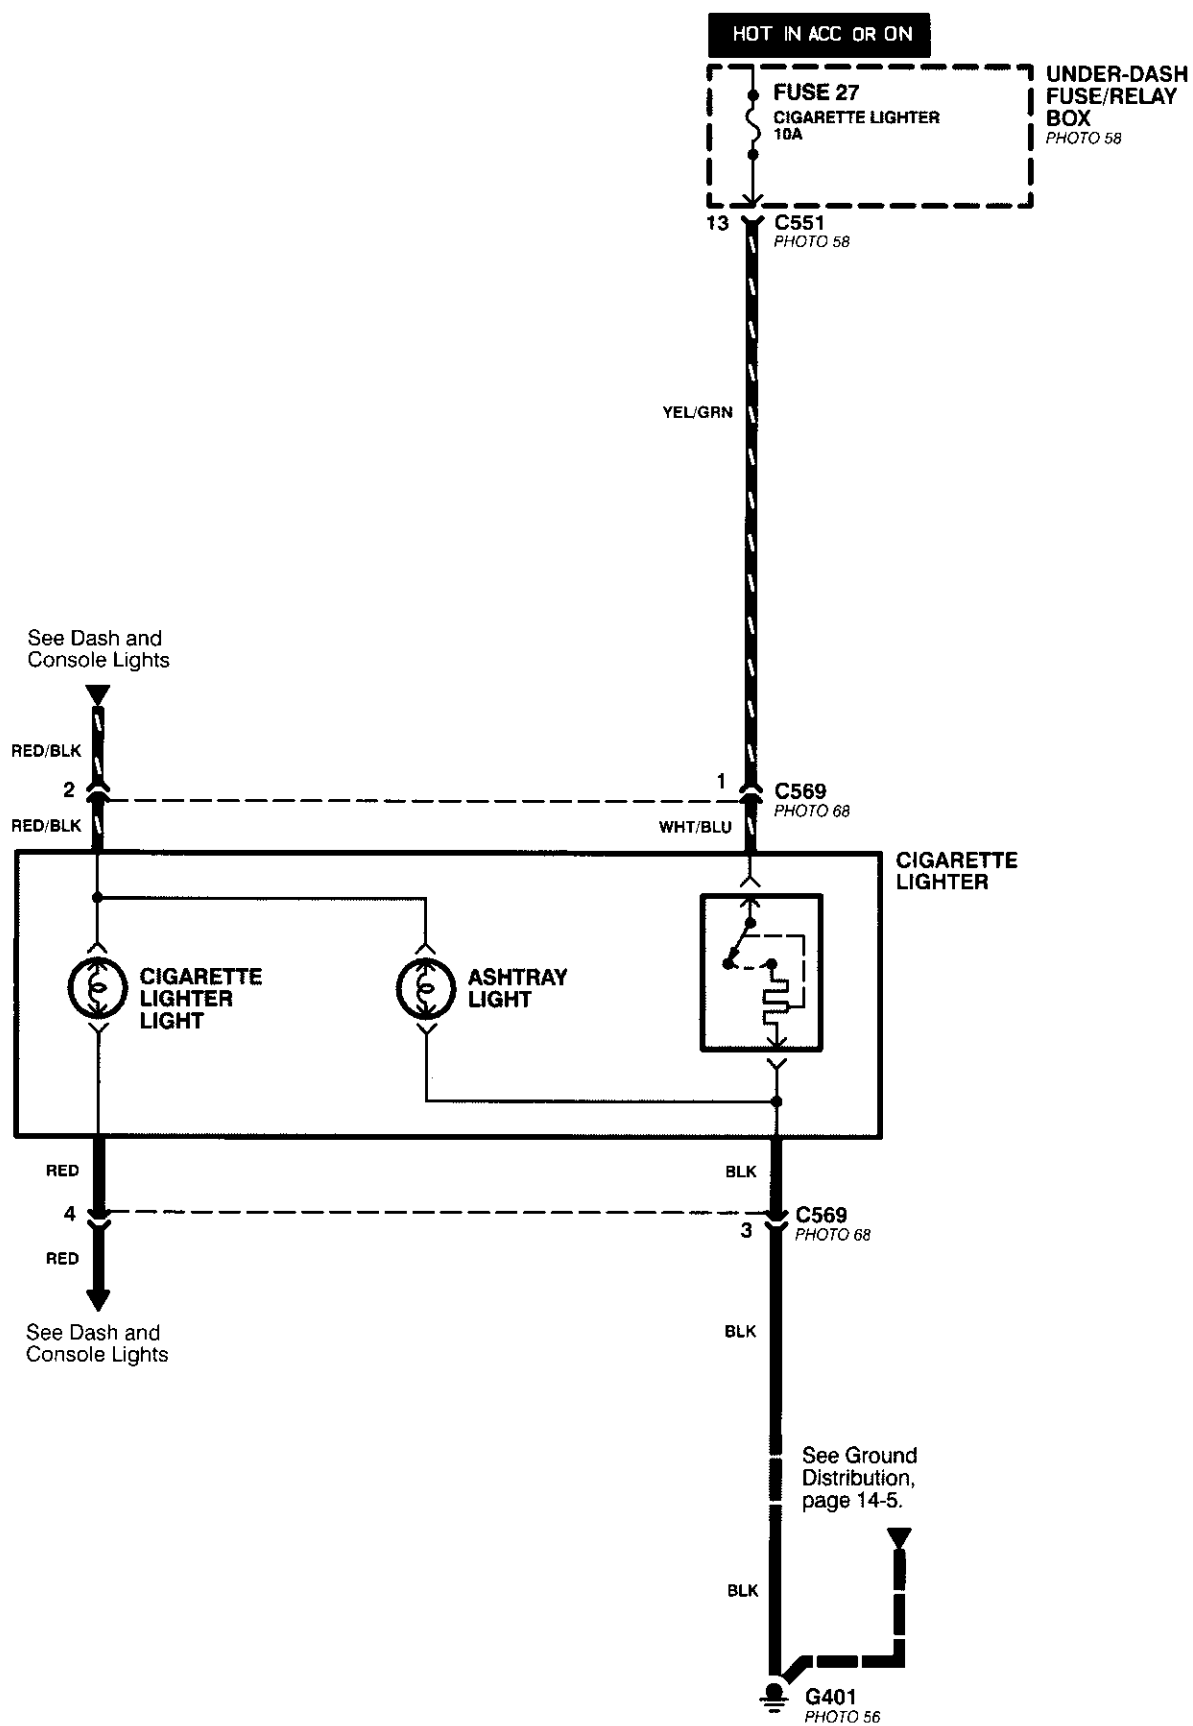 HOT IN ACC OR ON
UNDER-DASH
FUSE/RELAY
BOX
PHOTO 58
FUSE 27
CIGARETTE LIGHTER
10A
13
C551
PHOTO 58
YEL/GRN
See Dash and
Console Lights
RED/BLK
2
1
C569
PHOTO 68
RED/BLK
WHT/BLU
CIGARETTE
LIGHTER
CIGARETTE
LIGHTER
LIGHT
ASHTRAY
LIGHT
RED
BLK
4
3
C569
PHOTO 68
RED
See Dash and
Console Lights
BLK
See Ground
Distribution,
page 14-5.
BLK
G401
PHOTO 56